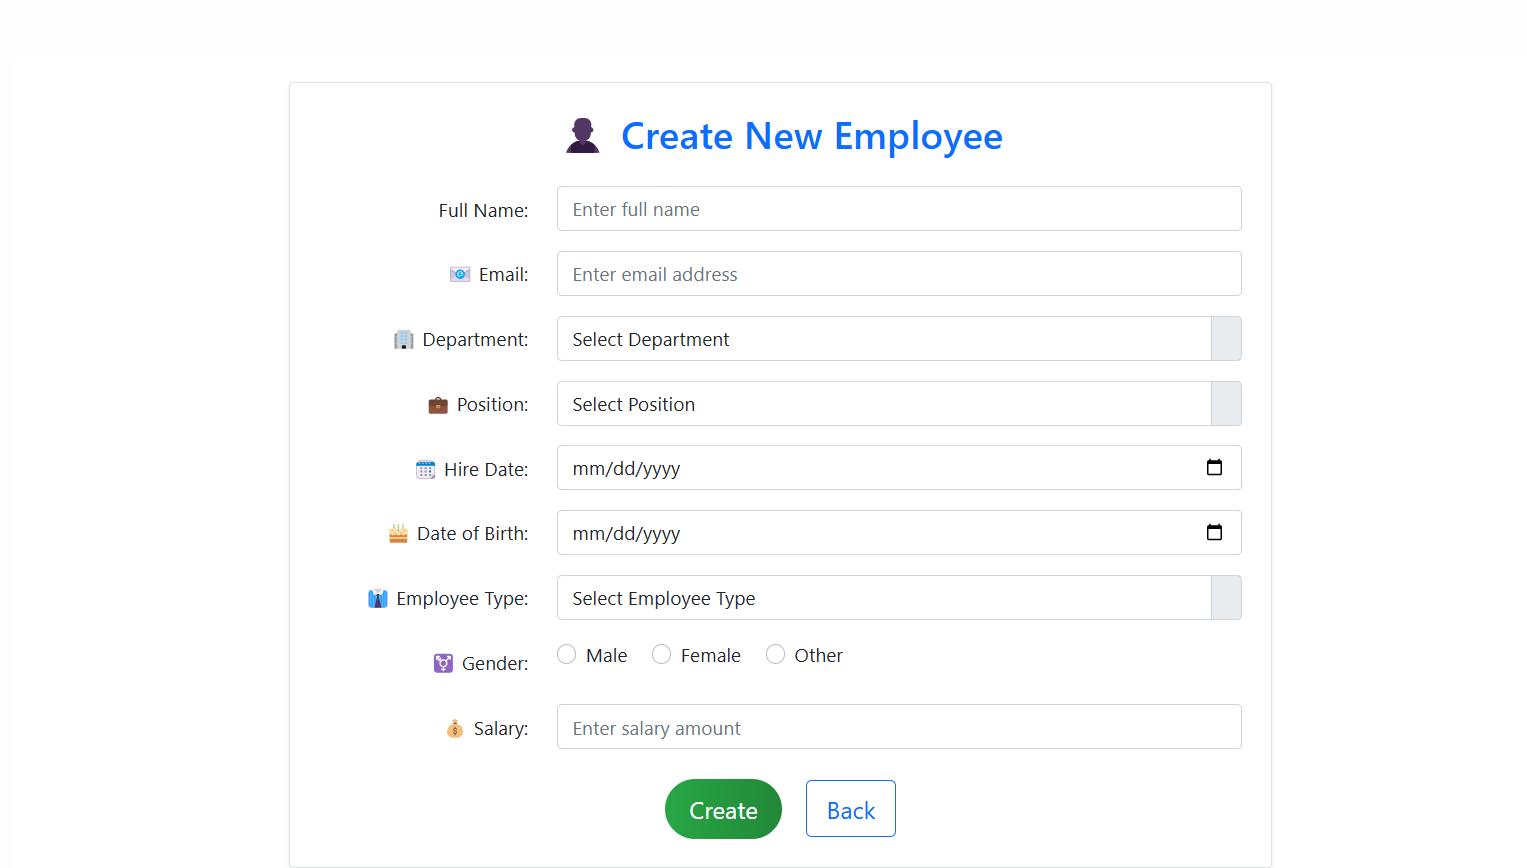 Create New Employee
Full Name: Enter full name
Email: Enter email address
Department: Select Department
Position: Select Position
Hire Date: mm/dd/yyyy
Date of Birth: mm/dd/yyyy
Employee Type: Select Employee Type
Gender: Male Female Other
Salary: Enter salary amount
Create Back